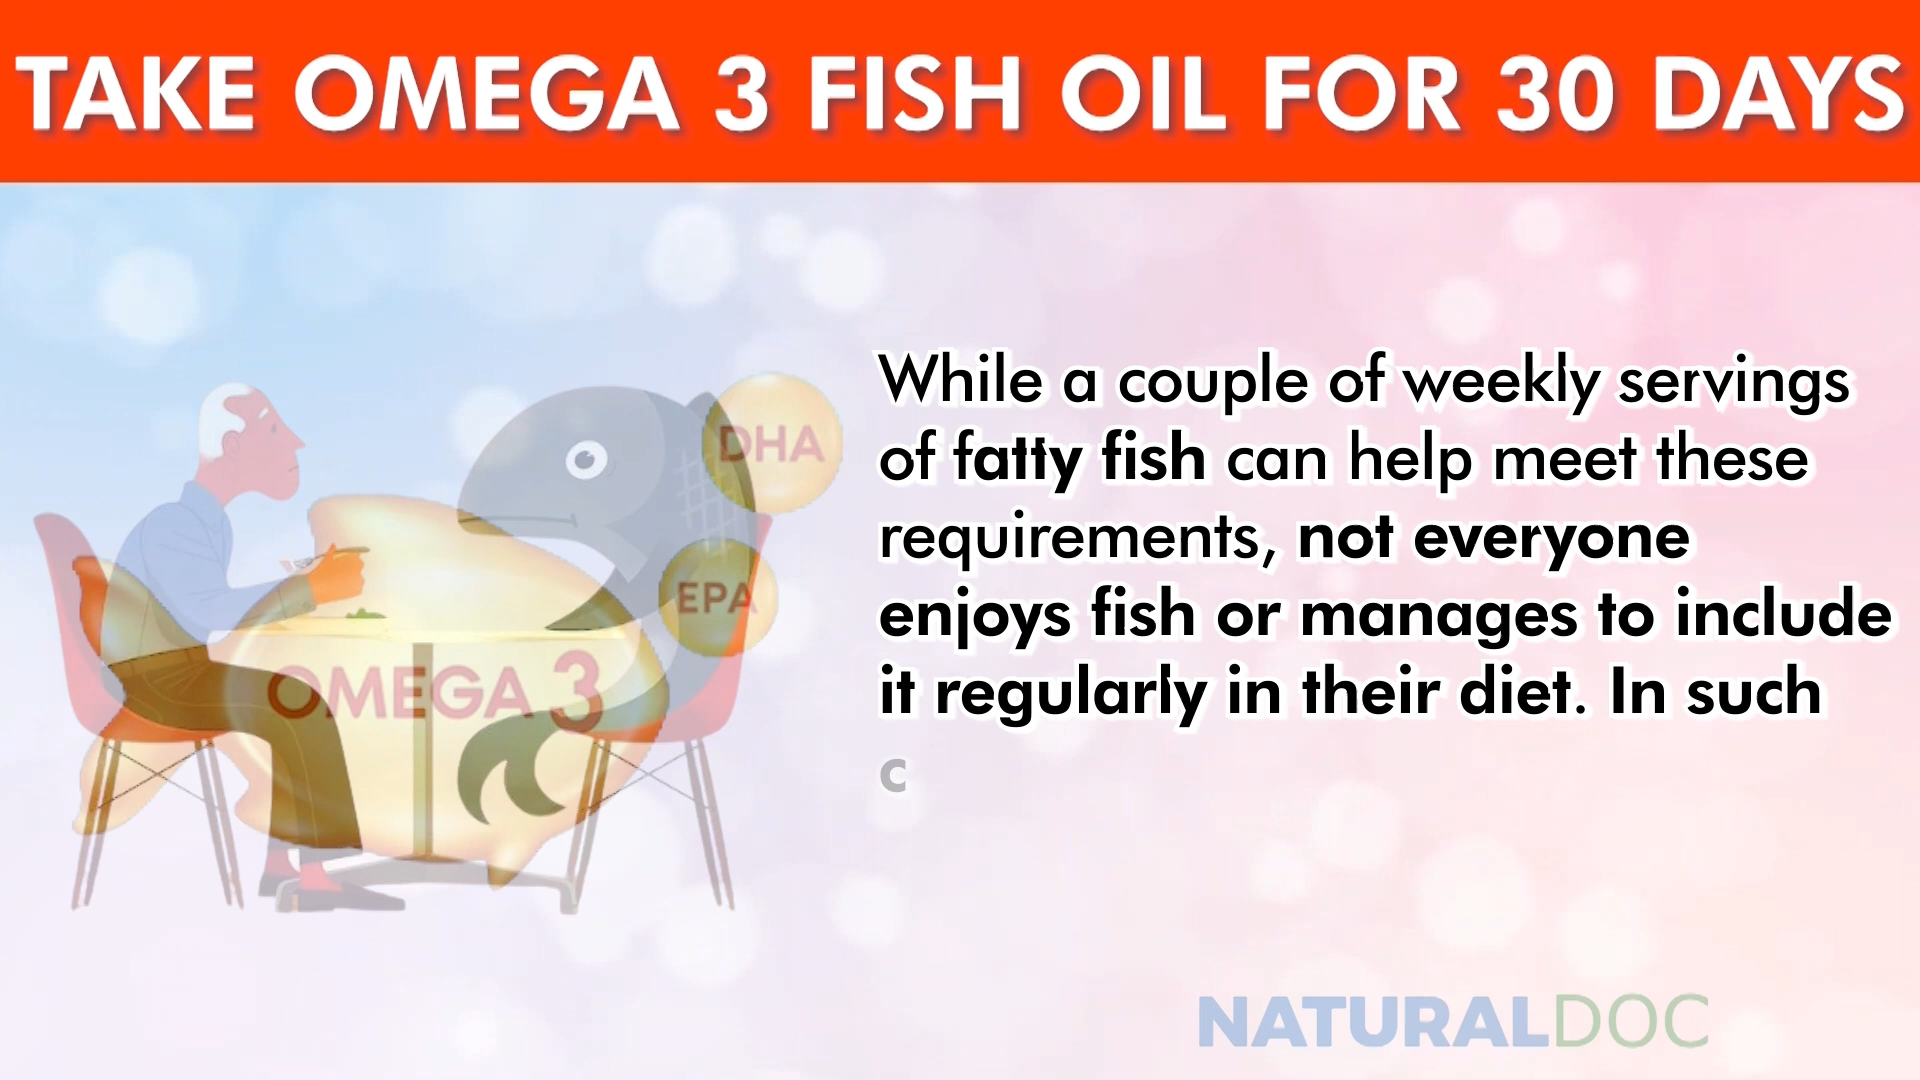 TAKE OMEGA 3 FISH OIL FOR 30 DAYS
While a couple of weekly servings
of fatty fish can help meet these
requirements, not everyone
enjoys fish or manages to include
it regularly in their diet. In such
c
DHA
EPA
OMEGA 3
NATURALDOC